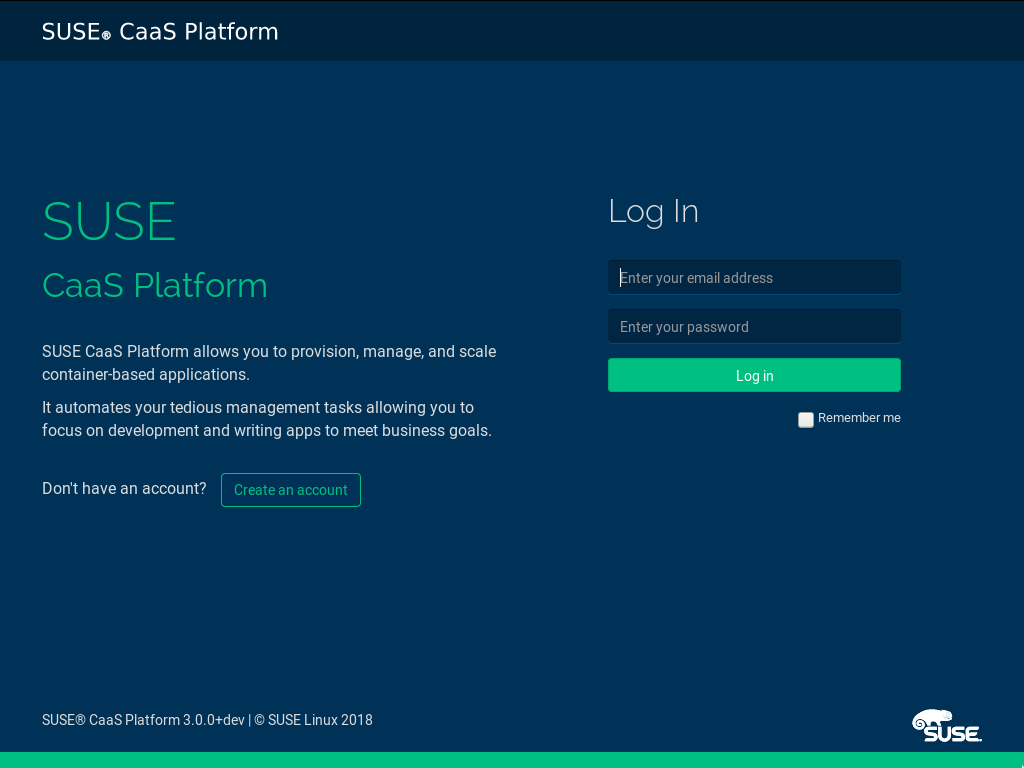 SUSE® CaaS Platform
SUSE
CaaS Platform
SUSE CaaS Platform allows you to provision, manage, and scale
container-based applications.
It automates your tedious management tasks allowing you to
focus on development and writing apps to meet business goals.
Don't have an account?
Create an account
Log In
Enter your email address
Enter your password
Log in
Remember me
SUSE® CaaS Platform 3.0.0+dev | © SUSE Linux 2018
SUSE